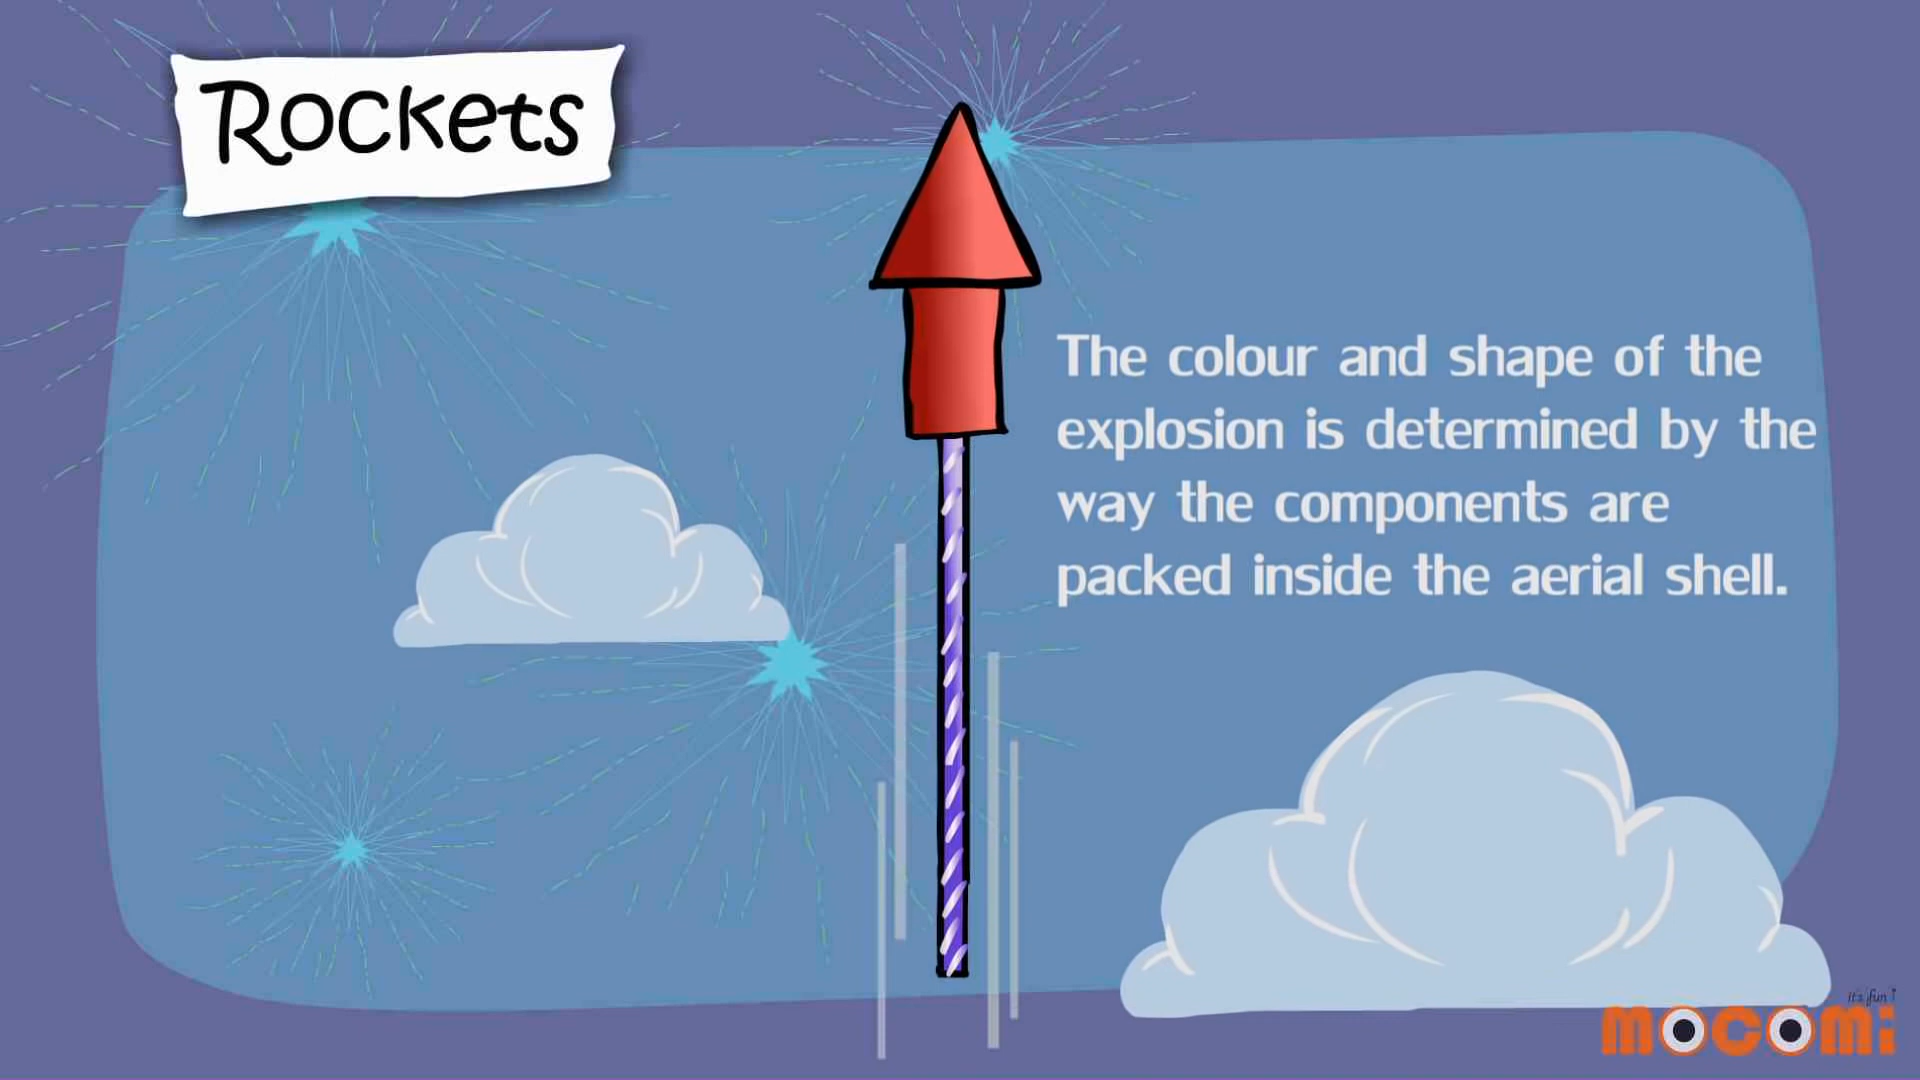 Rockets
The colour and shape of the
explosion is determined by the
way the components are
packed inside the aerial shell.
it's fun!
mocomi